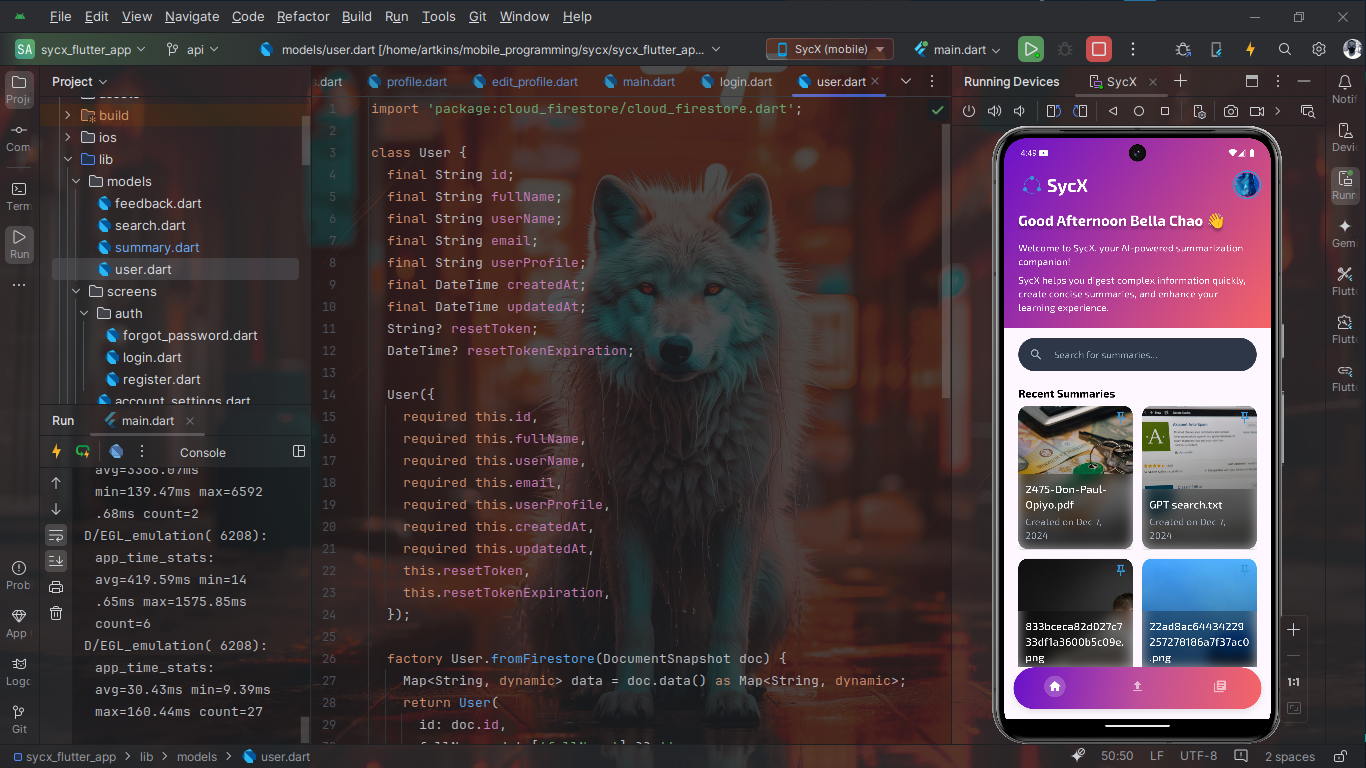 File Edit View Navigate Code Refactor Build Run Tools Git Window Help
SA sycx_flutter_app api models/user.dart [/home/artkins/mobile_programming/sycx/sycx_flutter_ap... SycX (mobile) main.dart
Project
build
ios
lib
models
feedback.dart
search.dart
summary.dart
user.dart
screens
auth
forgot_password.dart
login.dart
register.dart
account_settings.dart
Proje
Com
Term
Run
s.dart profile.dart edit_profile.dart main.dart login.dart user.dart
1 import 'package:cloud_firestore/cloud_firestore.dart';
2
3 class User {
4 final String id;
5 final String fullName;
6 final String userName;
7 final String email;
8 final String userProfile;
9 final DateTime createdAt;
10 final DateTime updatedAt;
11 String? resetToken;
12 DateTime? resetTokenExpiration;
13
14 User({
15 required this.id,
16 required this.fullName,
17 required this.userName,
18 required this.email,
19 required this.userProfile,
20 required this.createdAt,
21 required this.updatedAt,
22 this.resetToken,
23 this.resetTokenExpiration,
24 });
25
26 factory User.fromFirestore(DocumentSnapshot doc) {
27 Map<String, dynamic> data = doc.data() as Map<String, dynamic>;
28 return User(
29 id: doc.id,
Run main.dart
Console
min=139.47ms max=6592
.68ms count=2
D/EGL_emulation( 6208):
app_time_stats:
avg=419.59ms min=14
.65ms max=1575.85ms
count=6
D/EGL_emulation( 6208):
app_time_stats:
avg=30.43ms min=9.39ms
max=160.44ms count=27
Prob
App
Logc
Git
Running Devices SycX
4:49
SycX
Good Afternoon Bella Chao 👋
Welcome to SycX, your AI-powered summarization
companion!
SycX helps you digest complex information quickly,
create concise summaries, and enhance your
learning experience.
Search for summaries...
Recent Summaries
2475-Don-Paul-
Opiyo.pdf
Created on Dec 7,
2024
GPT search.txt
Created on Dec 7,
2024
833bceca82d027c7
33df1a3600b5c09e.
png
22ad8ac64434229
257278186a7f37ac0
.png
1:1
Notif
Devic
Runn
Gem
Flutte
Flutte
Flutte
sycx_flutter_app lib models user.dart
50:50 LF UTF-8 2 spaces